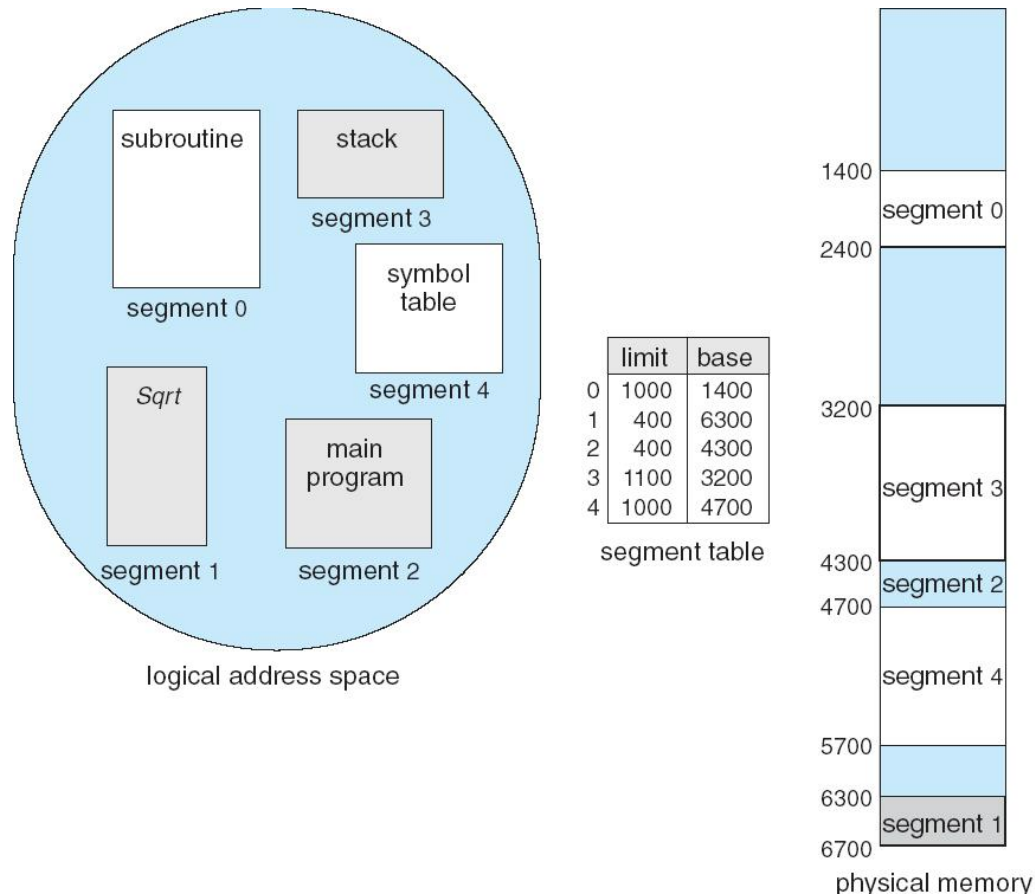 subroutine
stack
segment 3
segment 0
symbol
table
segment 4
Sqrt
main
program
segment 1
segment 2
logical address space
limit base
0 1000 1400
1 400 6300
2 400 4300
3 1100 3200
4 1000 4700
segment table
1400
segment 0
2400
3200
segment 3
4300
segment 2
4700
segment 4
5700
6300
segment 1
6700
physical memory